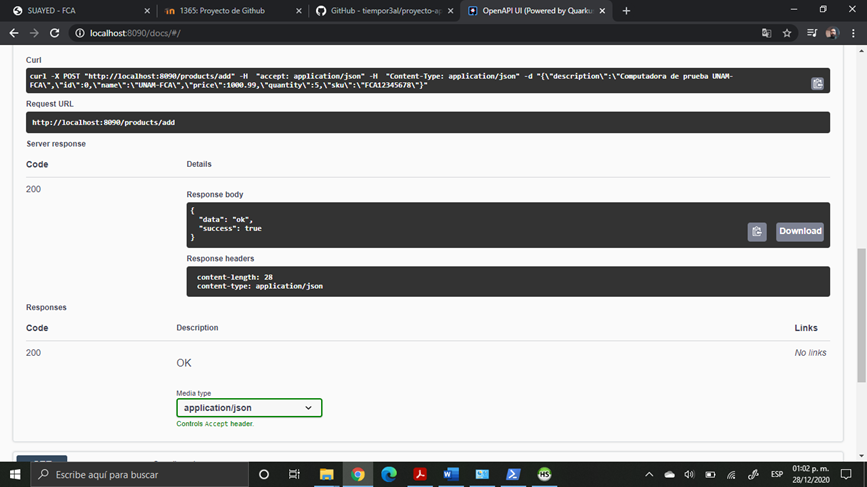 SUAYED - FCA
1365: Proyecto de Github
GitHub - tiempor3al/proyecto-ap
OpenAPI UI (Powered by Quarku
localhost:8090/docs/#/
Curl
curl -X POST "http://localhost:8090/products/add" -H  "accept: application/json" -H  "Content-Type: application/json" -d "{\"description\":\"Computadora de prueba UNAM-
FCA\",\"id\":0,\"name\":\"UNAM-FCA\",\"price\":1000.99,\"quantity\":5,\"sku\":\"FCA12345678\"}"
Request URL
http://localhost:8090/products/add
Server response
Code Details
200
Response body
{
"data": "ok",
"success": true
}
Download
Response headers
content-length: 28
content-type: application/json
Responses
Code Description Links
200 No links
OK
Media type
application/json
Controls Accept header.
Escribe aquí para buscar
ESP
01:02 p. m.
28/12/2020